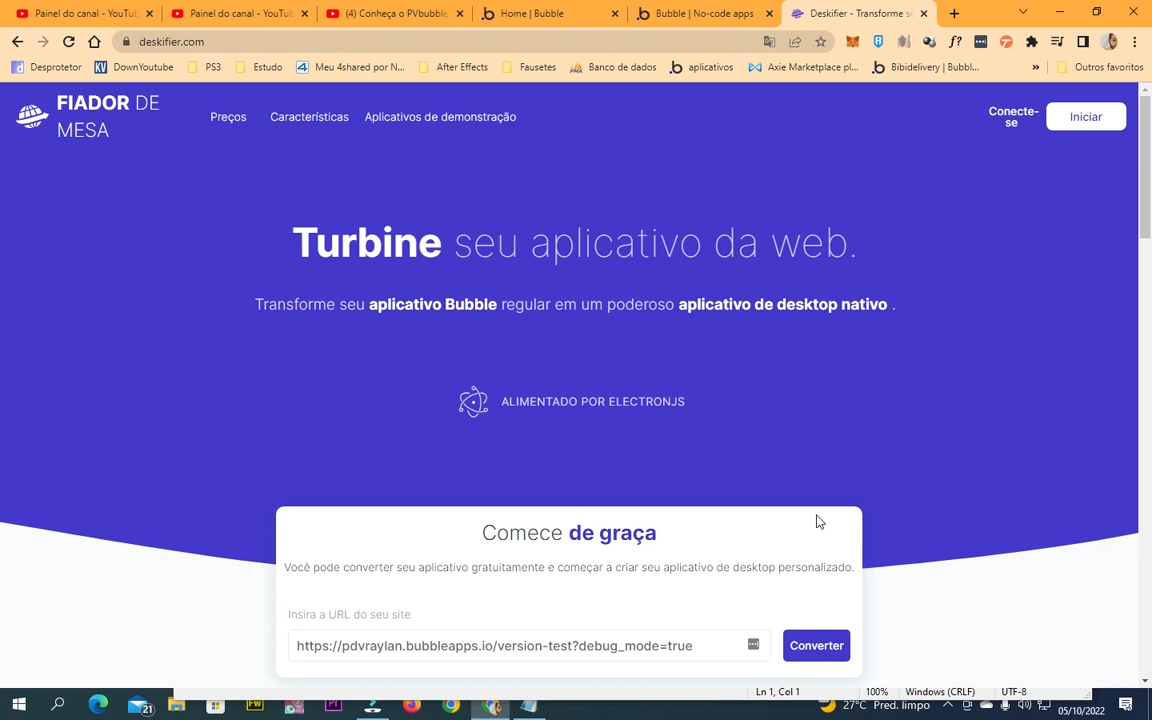 Painel do canal - YouTu
Painel do canal - YouTu
(4) Conheça o PVbubble
Home | Bubble
Bubble | No-code apps
Deskifier - Transforme se
deskifier.com
Desprotetor
DownYoutube
PS3
Estudo
Meu 4shared por N...
After Effects
Fausetes
Banco de dados
aplicativos
Axie Marketplace pl...
Bibidelivery | Bubbl...
»
Outros favoritos
FIADOR DE
MESA
Preços
Características
Aplicativos de demonstração
Conecte-
se
Iniciar
Turbine seu aplicativo da web.
Transforme seu aplicativo Bubble regular em um poderoso aplicativo de desktop nativo .
ALIMENTADO POR ELECTRONJS
Comece de graça
Você pode converter seu aplicativo gratuitamente e começar a criar seu aplicativo de desktop personalizado.
Insira a URL do seu site
https://pdvraylan.bubbleapps.io/version-test?debug_mode=true
Converter
Ln 1, Col 1
100%
Windows (CRLF)
UTF-8
21
FW
Pr
27°C Pred. limpo
05/10/2022